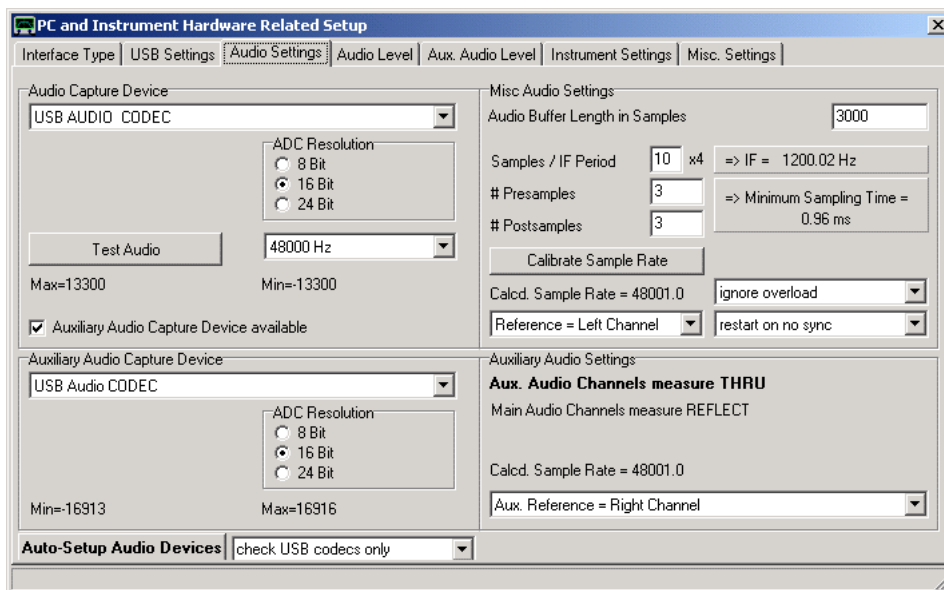 PC and Instrument Hardware Related Setup
Interface Type USB Settings Audio Settings Audio Level Aux. Audio Level Instrument Settings Misc. Settings
Audio Capture Device
USB AUDIO CODEC
ADC Resolution
8 Bit
16 Bit
24 Bit
Test Audio
48000 Hz
Max=13300 Min=-13300
Auxiliary Audio Capture Device available
Misc Audio Settings
Audio Buffer Length in Samples 3000
Samples / IF Period 10 x4 => IF = 1200.02 Hz
# Presamples 3
=> Minimum Sampling Time =
0.96 ms
# Postsamples 3
Calibrate Sample Rate
Calcd. Sample Rate = 48001.0 ignore overload
Reference = Left Channel restart on no sync
Auxiliary Audio Capture Device
USB Audio CODEC
ADC Resolution
8 Bit
16 Bit
24 Bit
Min=-16913 Max=16916
Auxiliary Audio Settings
Aux. Audio Channels measure THRU
Main Audio Channels measure REFLECT
Calcd. Sample Rate = 48001.0
Aux. Reference = Right Channel
Auto-Setup Audio Devices check USB codecs only